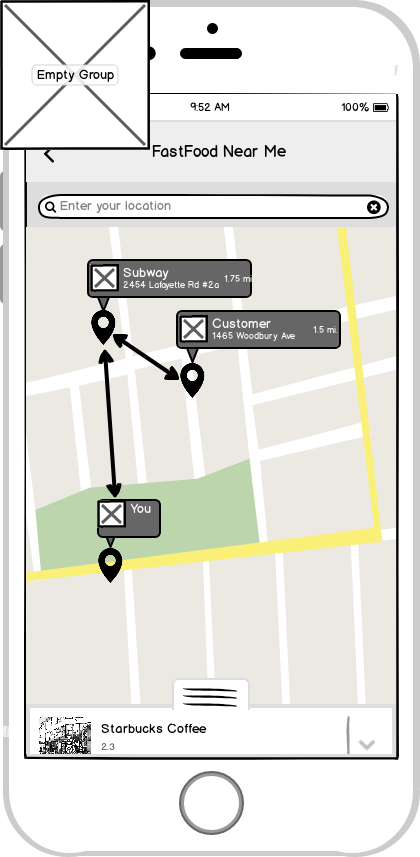 Empty Group
9:52 AM
100%
FastFood Near Me
Enter your location
Subway
2454 Lafayette Rd #2a
1.75 mi
Customer
1465 Woodbury Ave
1.5 mi
You
Starbucks Coffee
2.3